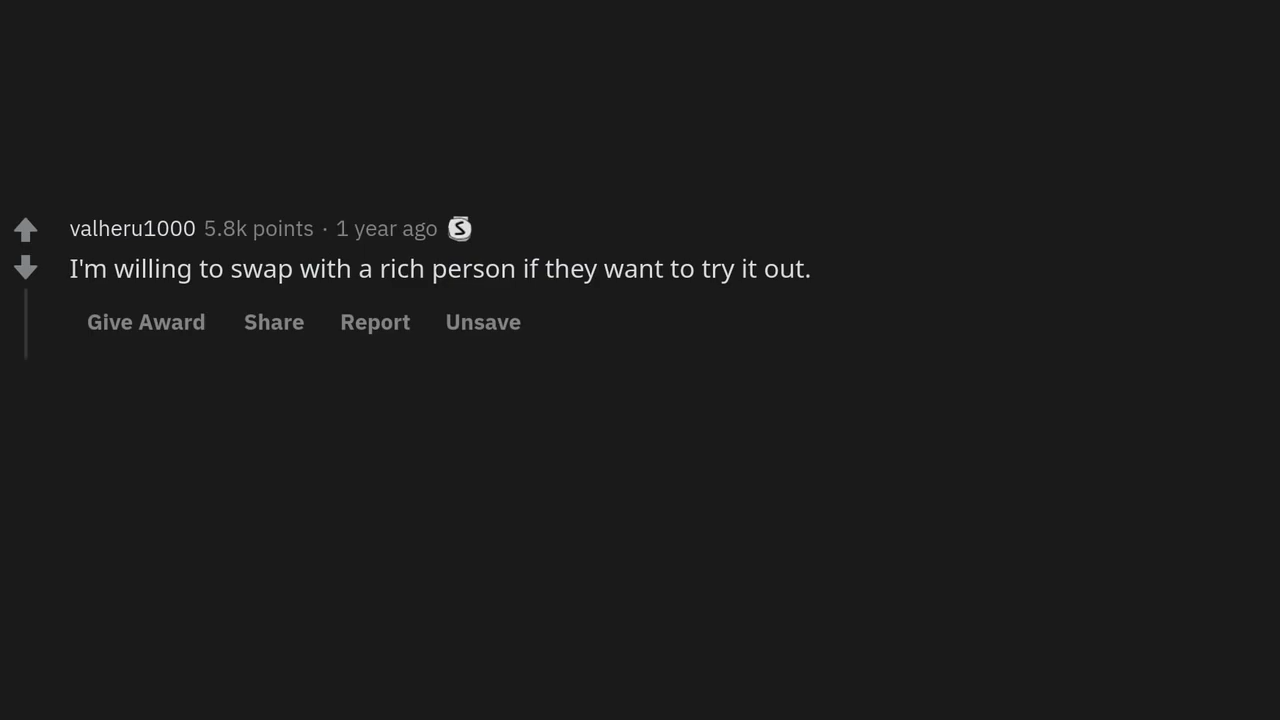 valheru1000 5.8k points · 1 year ago S
I'm willing to swap with a rich person if they want to try it out.
Give Award Share Report Unsave